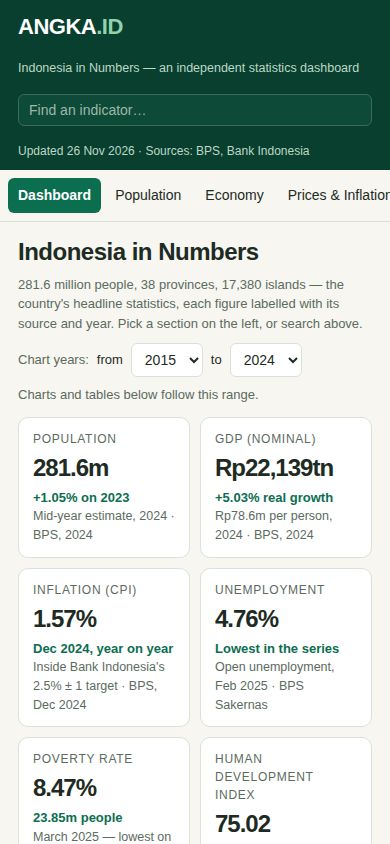 ANGKA.ID
Indonesia in Numbers — an independent statistics dashboard
Find an indicator…
Updated 26 Nov 2026 · Sources: BPS, Bank Indonesia
Dashboard Population Economy Prices & Inflation
Indonesia in Numbers
281.6 million people, 38 provinces, 17,380 islands — the
country's headline statistics, each figure labelled with its
source and year. Pick a section on the left, or search above.
Chart years: from 2015 to 2024
Charts and tables below follow this range.
POPULATION
281.6m
+1.05% on 2023
Mid-year estimate, 2024 ·
BPS, 2024
GDP (NOMINAL)
Rp22,139tn
+5.03% real growth
Rp78.6m per person,
2024 · BPS, 2024
INFLATION (CPI)
1.57%
Dec 2024, year on year
Inside Bank Indonesia's
2.5% ± 1 target · BPS,
Dec 2024
UNEMPLOYMENT
4.76%
Lowest in the series
Open unemployment,
Feb 2025 · BPS
Sakernas
POVERTY RATE
8.47%
23.85m people
March 2025 — lowest on
HUMAN
DEVELOPMENT
INDEX
75.02